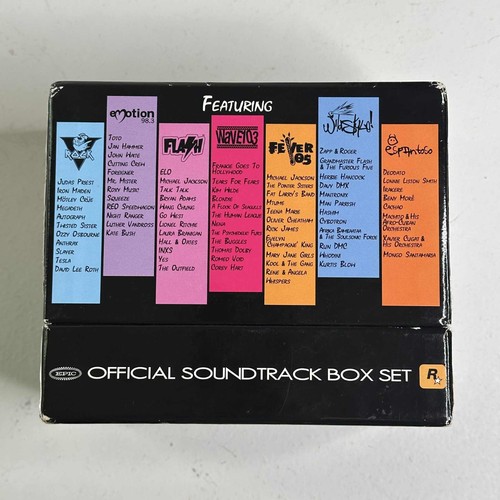 FEATURING
V
ROCK
JUDAS PRIEST
IRON MAIDEN
MÖTLEY CRÜE
MEGADETH
AUTOGRAPH
TWISTED SISTER
OZZY OSBOURNE
ANTHRAX
SLAYER
TESLA
DAVID LEE ROTH
emotion
98.3
TOTO
JAN HAMMER
JOHN WAITE
CUTTING CREW
FOREIGNER
MR. MISTER
ROXY MUSIC
SQUEEZE
REO SPEEDWAGON
NIGHT RANGER
LUTHER VANDROSS
KATE BUSH
FLASH
ELO
MICHAEL JACKSON
TALK TALK
BRYAN ADAMS
WANG CHUNG
GO WEST
LIONEL RITCHIE
LAURA BRANIGAN
HALL & OATES
INXS
YES
THE OUTFIELD
WAVE103
FRANKIE GOES TO
HOLLYWOOD
TEARS FOR FEARS
KIM WILDE
BLONDIE
A FLOCK OF SEAGULLS
THE HUMAN LEAGUE
NENA
THE PSYCHEDELIC FURS
THE BUGGLES
THOMAS DOLBY
ROMEO VOID
COREY HART
FEVER
105
MICHAEL JACKSON
THE POINTER SISTERS
FAT LARRY'S BAND
MTUME
TEENA MARIE
OLIVER CHEATHAM
RICK JAMES
EVELYN
'CHAMPAGNE' KING
MARY JANE GIRLS
KOOL & THE GANG
RENE & ANGELA
WHISPERS
Wildstyle!
ZAPP & ROGER
GRANDMASTER FLASH
& THE FURIOUS FIVE
HERBIE HANCOCK
DAVY DMX
MANTRONIX
MAN PARRISH
HASHIM
CYBOTRON
AFRIKA BAMBAATAA
& THE SOULSONIC FORCE
RUN DMC
WHODINI
KURTIS BLOW
ESPANTOSO
DEODATO
LONNIE LISTON SMITH
IRAKERE
BENY MORÉ
CACHAO
MACHITO & HIS
AFRO-CUBAN
ORCHESTRA
XAVIER CUGAT &
HIS ORCHESTRA
MONGO SANTAMARIA
EPIC
OFFICIAL SOUNDTRACK BOX SET
R